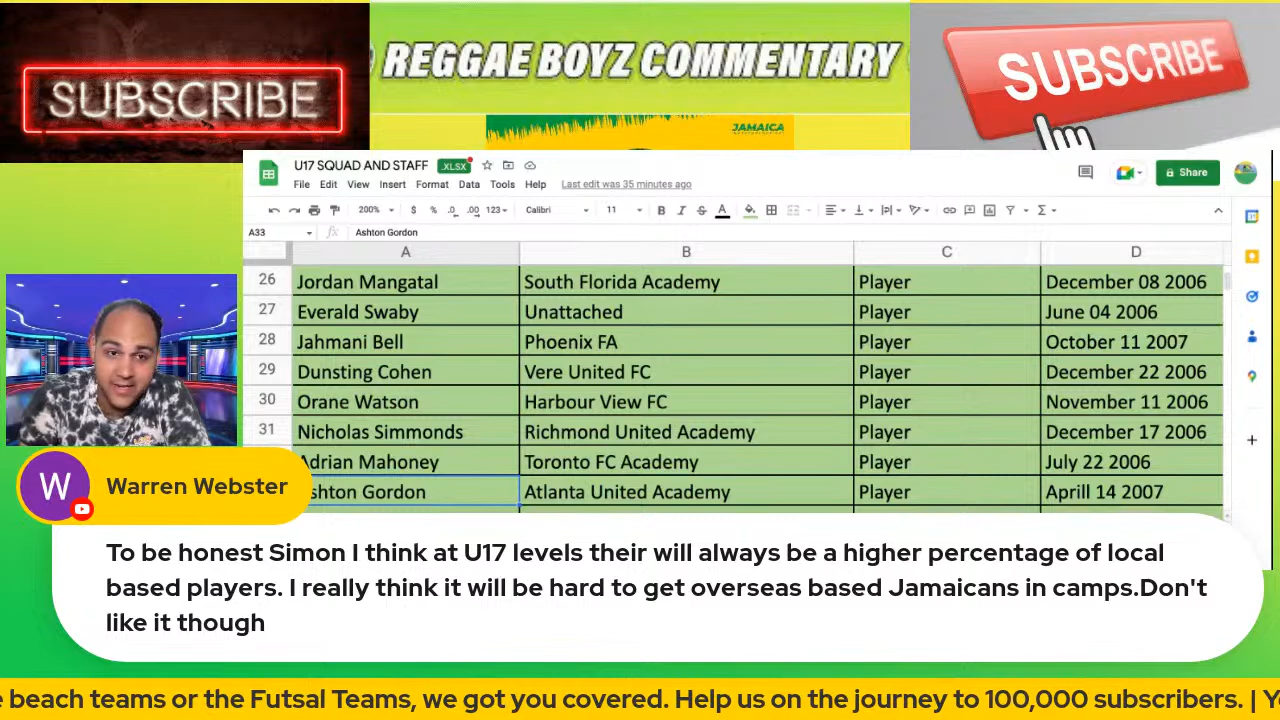 SUBSCRIBE
REGGAE BOYZ COMMENTARY
SUBSCRIBE
JAMAICA
U17 SQUAD AND STAFF .XLSX
File Edit View Insert Format Data Tools Help Last edit was 35 minutes ago
Share
200% $ % .0 .00 123 Calibri 11 B I S A
A33 fx Ashton Gordon
A B C D
26 Jordan Mangatal South Florida Academy Player December 08 2006
27 Everald Swaby Unattached Player June 04 2006
28 Jahmani Bell Phoenix FA Player October 11 2007
29 Dunsting Cohen Vere United FC Player December 22 2006
30 Orane Watson Harbour View FC Player November 11 2006
31 Nicholas Simmonds Richmond United Academy Player December 17 2006
Adrian Mahoney Toronto FC Academy Player July 22 2006
shton Gordon Atlanta United Academy Player Aprill 14 2007
W Warren Webster
To be honest Simon I think at U17 levels their will always be a higher percentage of local
based players. I really think it will be hard to get overseas based Jamaicans in camps.Don't
like it though
e beach teams or the Futsal Teams, we got you covered. Help us on the journey to 100,000 subscribers. | Y